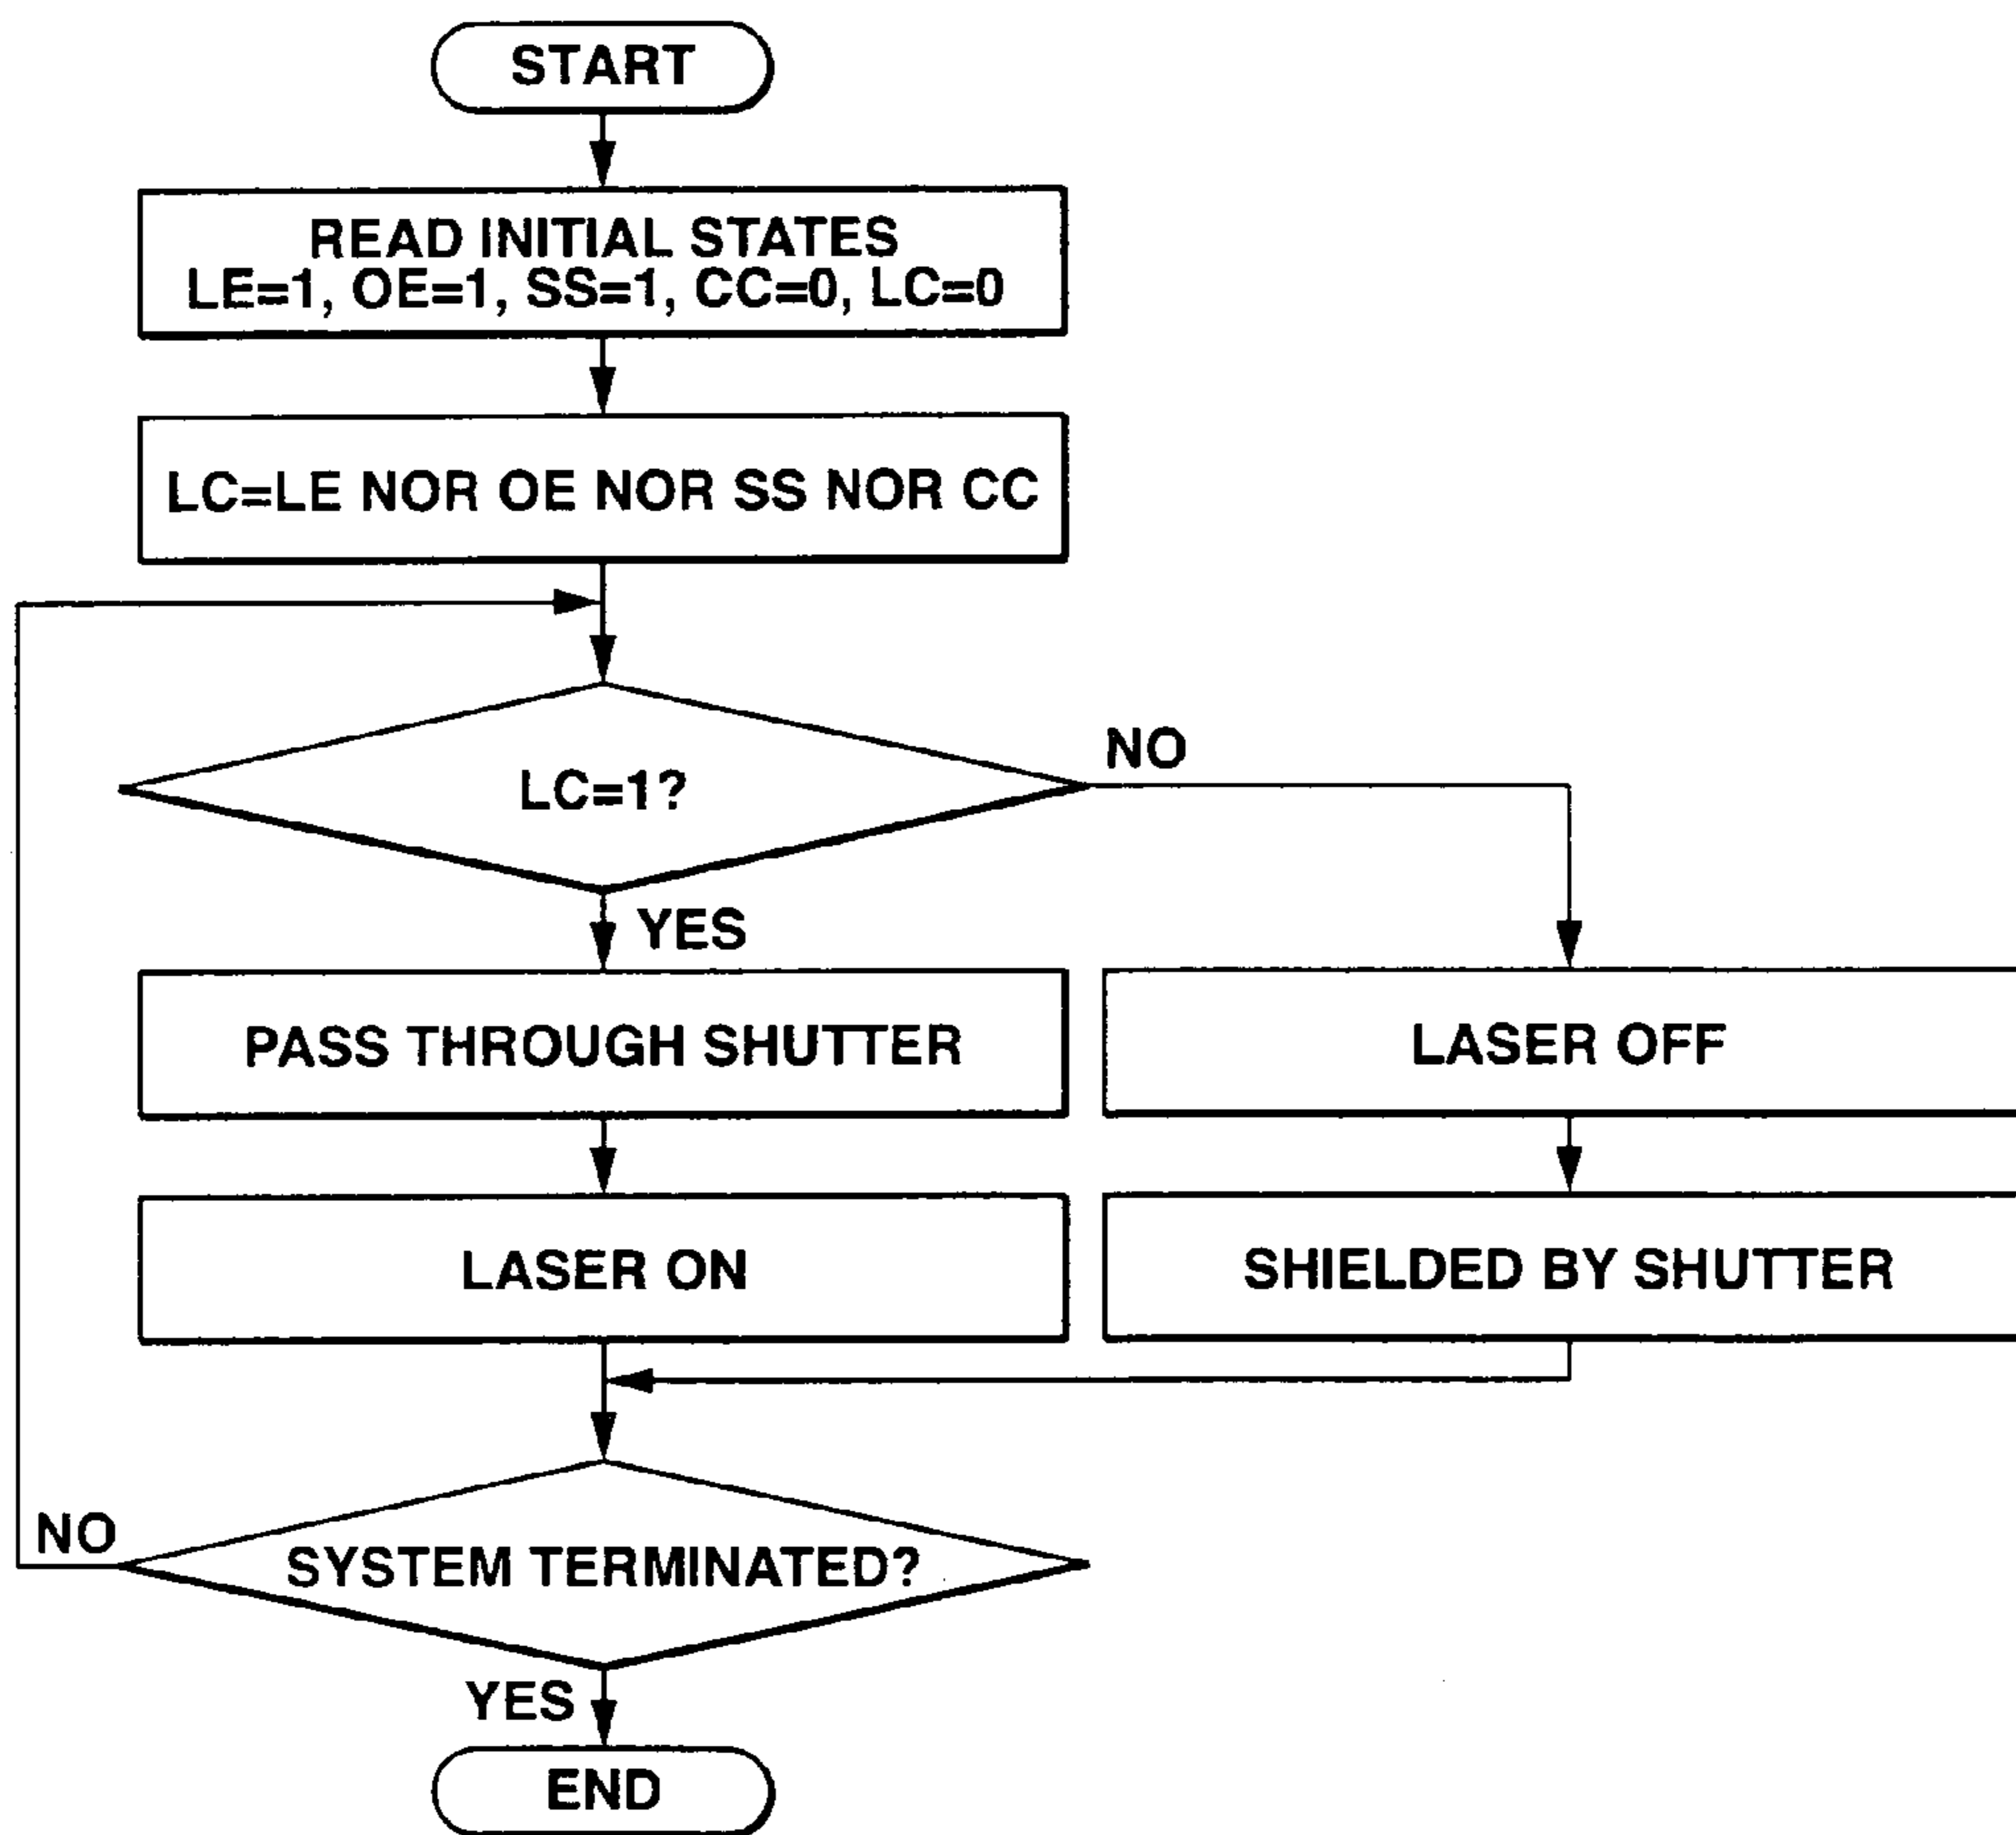 START
READ INITIAL STATES
LE=1, OE=1, SS=1, CC=0, LC=0
LC=LE NOR OE NOR SS NOR CC
LC=1?
NO
YES
PASS THROUGH SHUTTER
LASER OFF
LASER ON
SHIELDED BY SHUTTER
NO
SYSTEM TERMINATED?
YES
END